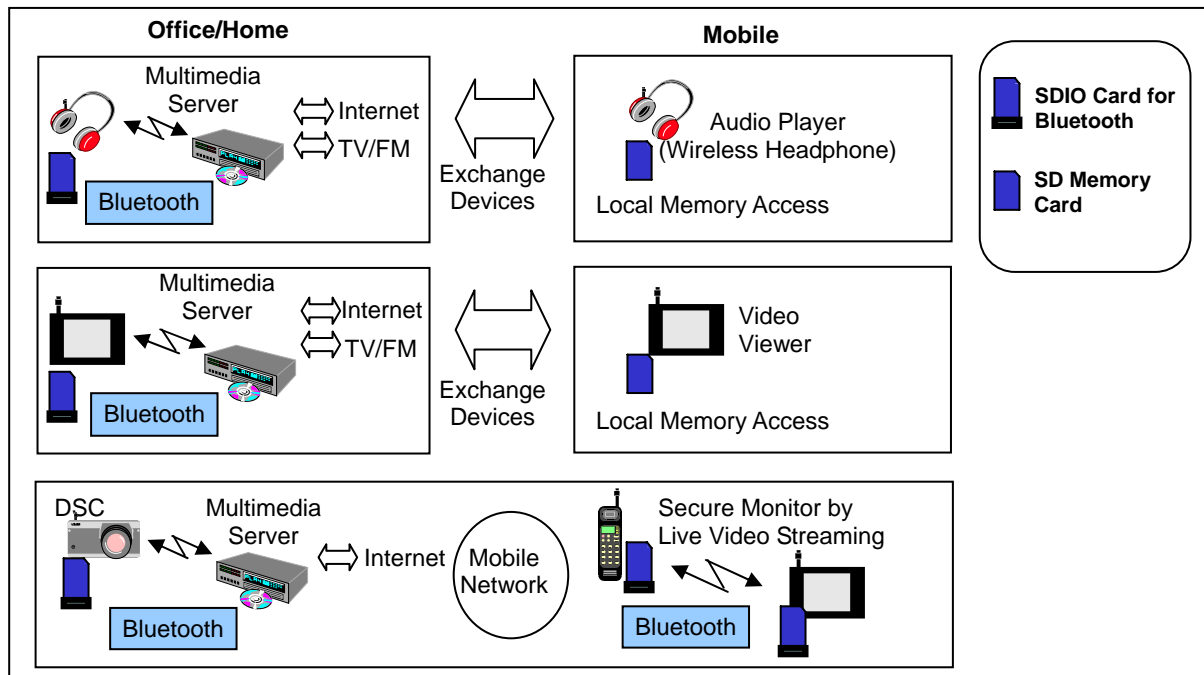 Office/Home
Mobile
Multimedia
Server
Internet
TV/FM
Bluetooth
Exchange
Devices
Audio Player
(Wireless Headphone)
Local Memory Access
SDIO Card for
Bluetooth
SD Memory
Card
Multimedia
Server
Internet
TV/FM
Bluetooth
Exchange
Devices
Video
Viewer
Local Memory Access
DSC
Multimedia
Server
Internet
Bluetooth
Mobile
Network
Secure Monitor by
Live Video Streaming
Bluetooth